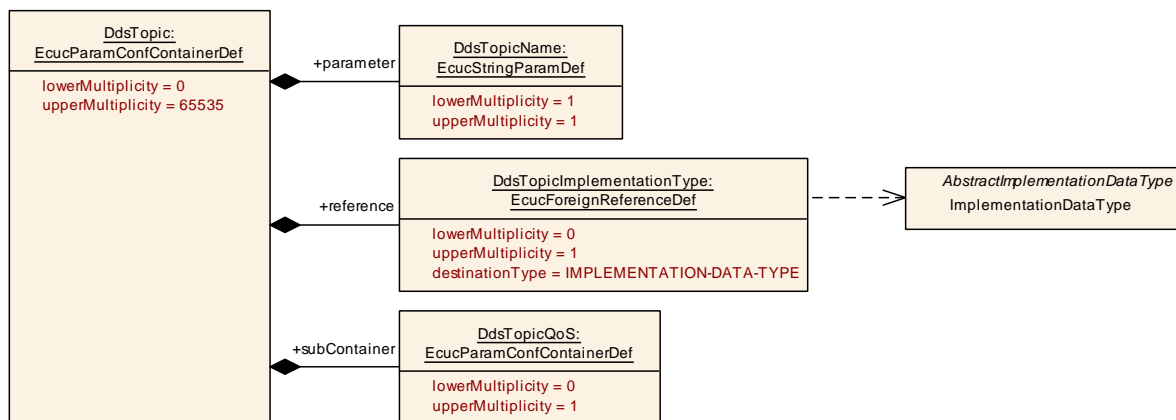 DdsTopic:
EcucParamConfContainerDef
lowerMultiplicity = 0
upperMultiplicity = 65535
+parameter
DdsTopicName:
EcucStringParamDef
lowerMultiplicity = 1
upperMultiplicity = 1
+reference
DdsTopicImplementationType:
EcucForeignReferenceDef
lowerMultiplicity = 0
upperMultiplicity = 1
destinationType = IMPLEMENTATION-DATA-TYPE
AbstractImplementationDataType
ImplementationDataType
+subContainer
DdsTopicQoS:
EcucParamConfContainerDef
lowerMultiplicity = 0
upperMultiplicity = 1